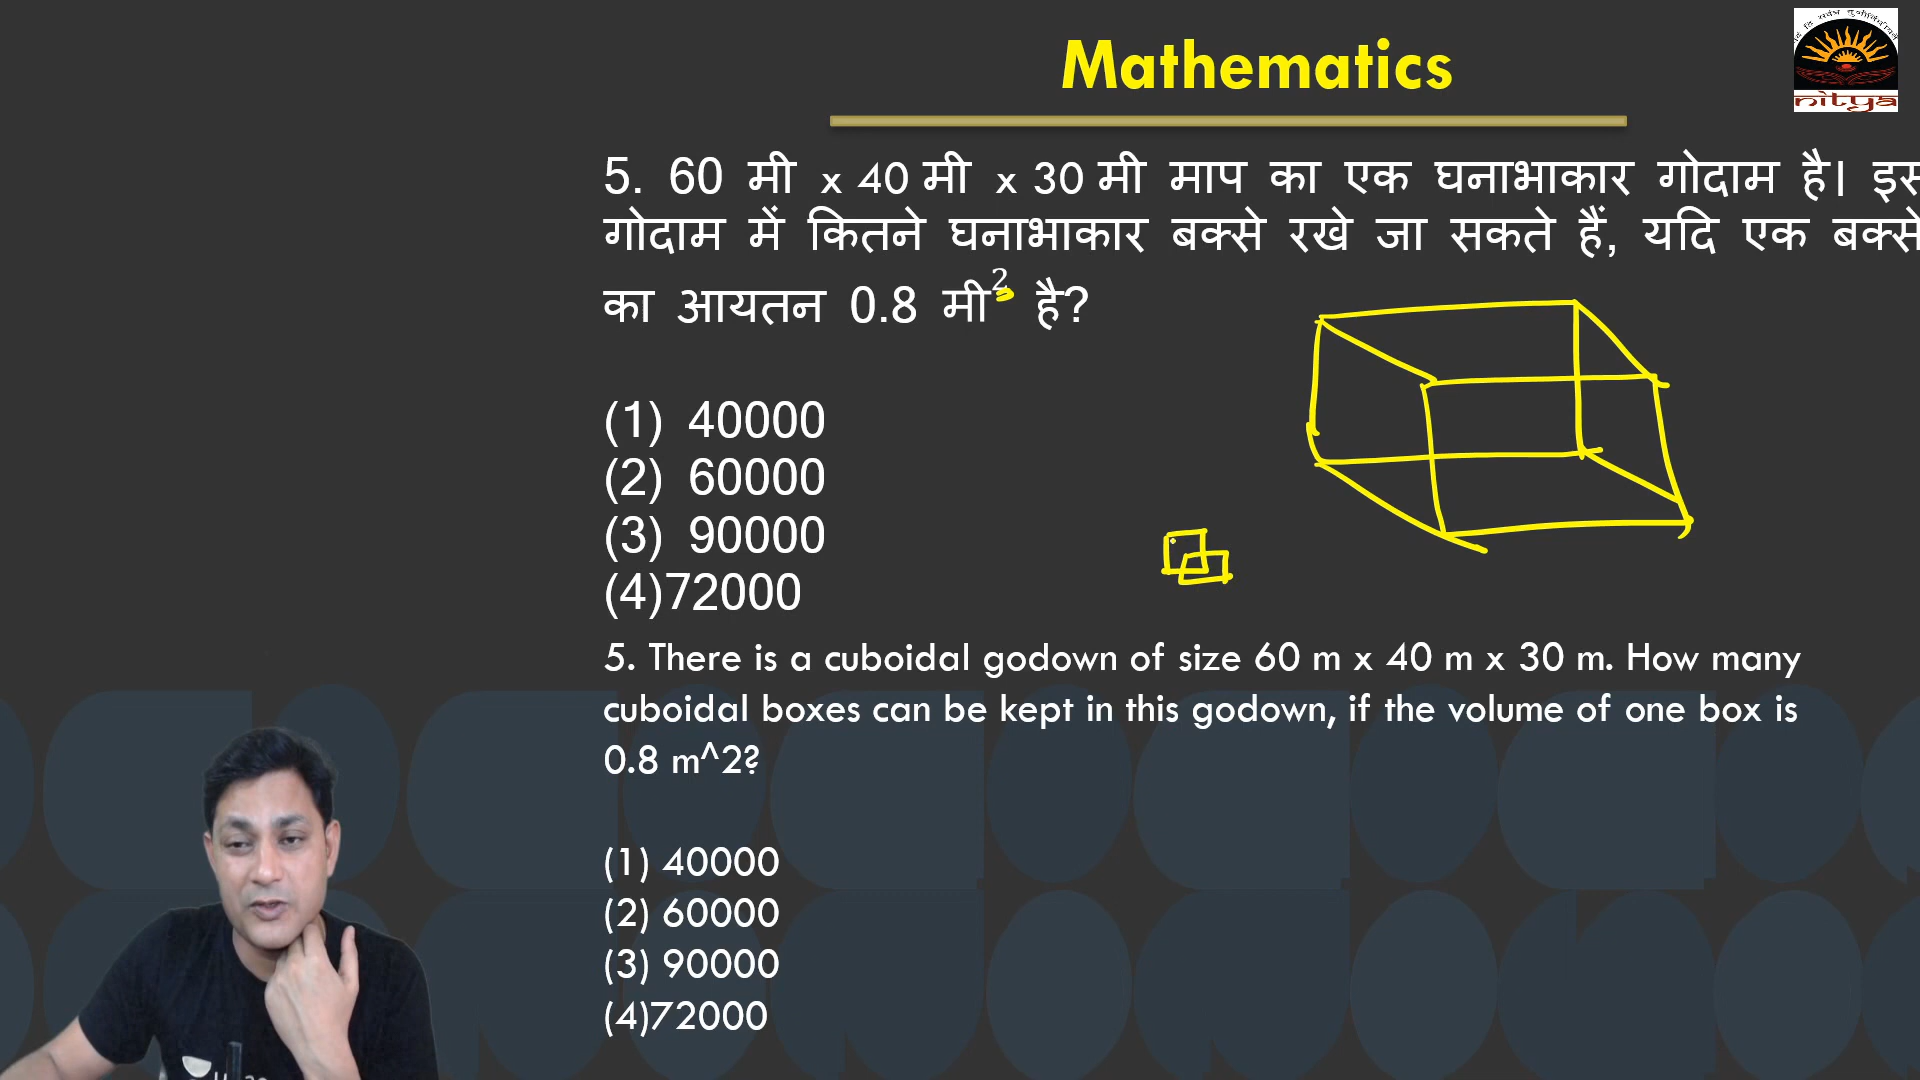 Mathematics
nitya
5. 60 मी x 40 मी x 30 मी माप का एक घनाभाकार गोदाम है। इस
गोदाम में कितने घनाभाकार बक्से रखे जा सकते हैं, यदि एक बक्से
का आयतन 0.8 मी² है?
(1) 40000
(2) 60000
(3) 90000
(4)72000
5. There is a cuboidal godown of size 60 m x 40 m x 30 m. How many
cuboidal boxes can be kept in this godown, if the volume of one box is
0.8 m^2?
(1) 40000
(2) 60000
(3) 90000
(4)72000